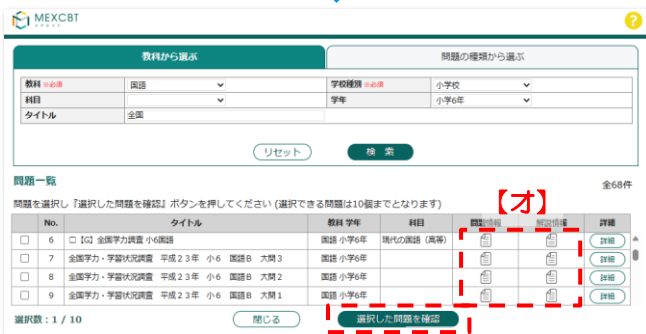 MEXCBT
?
教科から選ぶ 問題の種類から選ぶ
教科 ※必須 国語 学校種別 ※必須 小学校
科目 学年 小学6年
タイトル 全国
リセット 検 索
問題一覧 全68件
【オ】
問題を選択し『選択した問題を確認』ボタンを押してください (選択できる問題は10個までとなります)
No. タイトル 教科 学年 科目 問題情報 解説情報 詳細
6 □【G】全国学力調査 小6国語 国語 小学6年 現代の国語（高等） 詳細
7 全国学力・学習状況調査 平成23年 小6 国語B 大問3 国語 小学6年 詳細
8 全国学力・学習状況調査 平成23年 小6 国語B 大問2 国語 小学6年 詳細
9 全国学力・学習状況調査 平成23年 小6 国語B 大問1 国語 小学6年 詳細
選択数：1 / 10 閉じる 選択した問題を確認